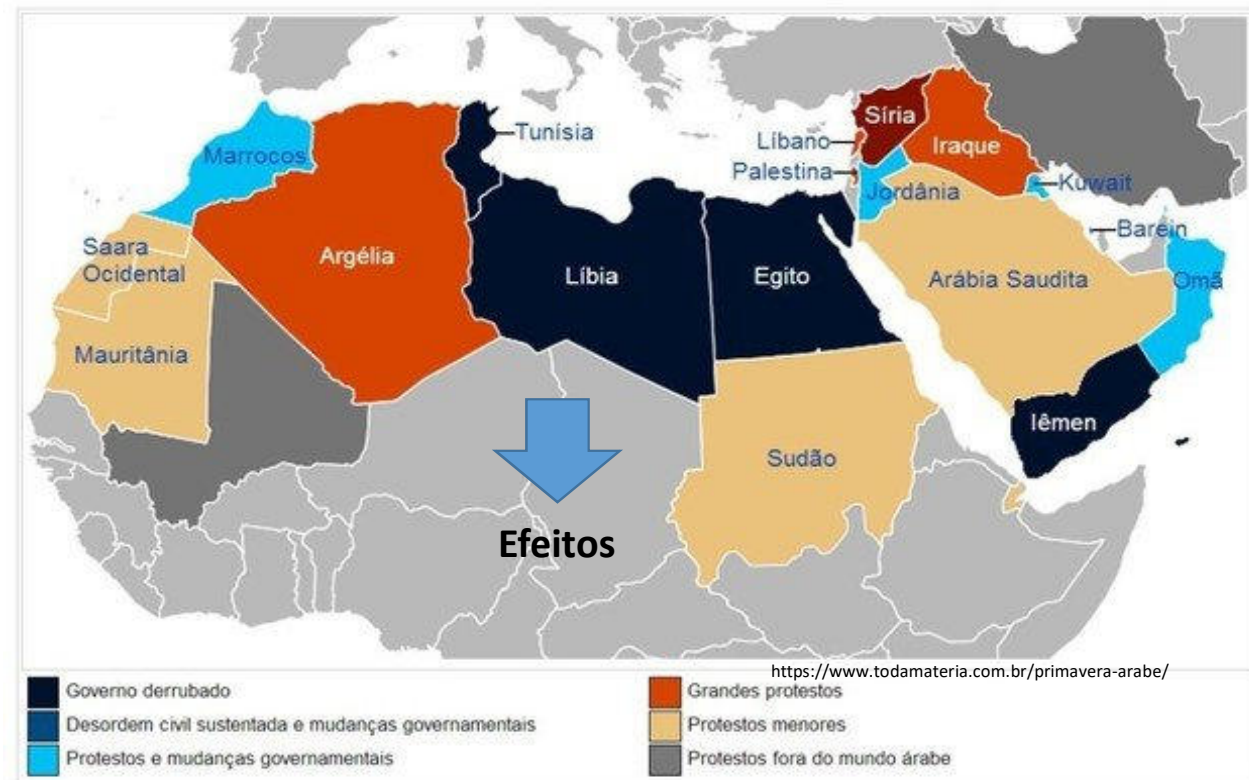 Tunísia
Síria
Líbano
Iraque
Marrocos
Palestina
Jordânia
Kuwait
Barein
Saara
Ocidental
Argélia
Líbia
Egito
Arábia Saudita
Omã
Mauritânia
Iêmen
Sudão
Efeitos
https://www.todamateria.com.br/primavera-arabe/
Governo derrubado
Desordem civil sustentada e mudanças governamentais
Protestos e mudanças governamentais
Grandes protestos
Protestos menores
Protestos fora do mundo árabe